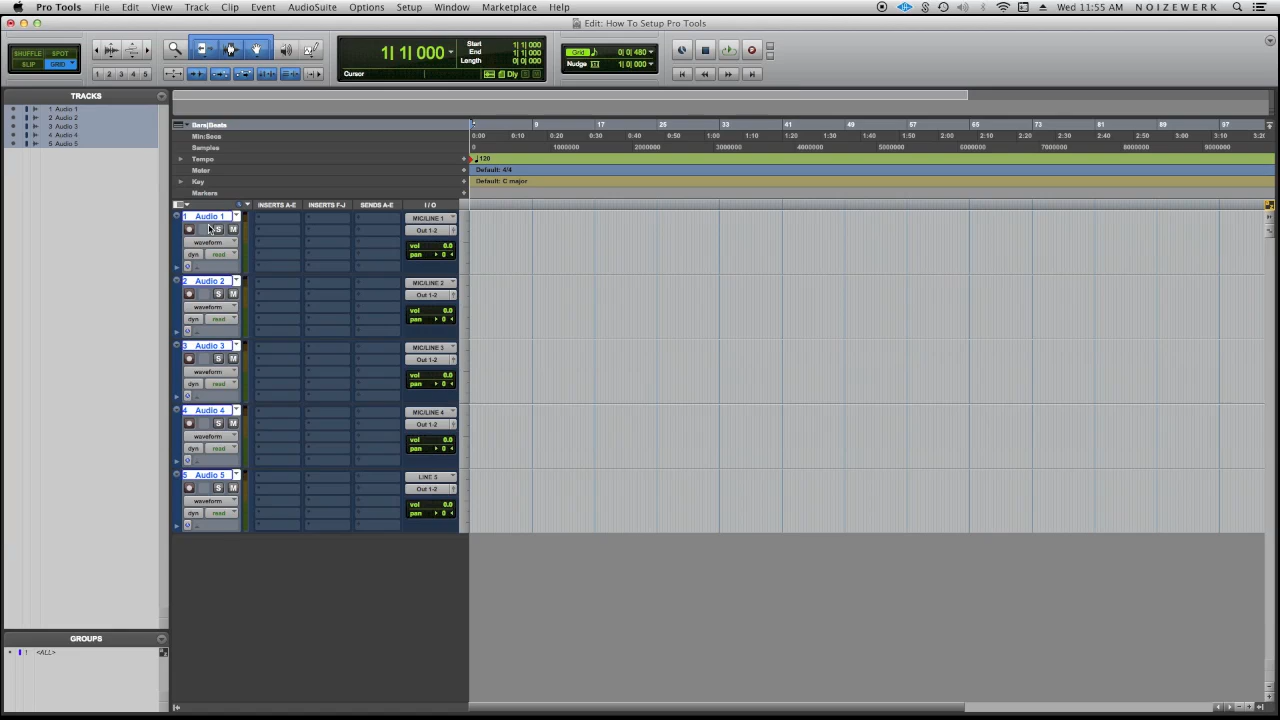 Pro Tools File Edit View Track Clip Event AudioSuite Options Setup Window Marketplace Help Wed 11:55 AM NOIZEWERK
Edit: How To Setup Pro Tools
SHUFFLE SPOT
SLIP GRID
1| 1| 000
Start 1| 1| 000
End 1| 1| 000
Length 0| 0| 000
Cursor Dly
Grid 0| 0| 480
Nudge 1| 0| 000
1 2 3 4 5
TRACKS
1 Audio 1
2 Audio 2
3 Audio 3
4 Audio 4
5 Audio 5
Bars|Beats 9 17 25 33 41 49 57 65 73 81 89 97
Min:Secs 0:00 0:10 0:20 0:30 0:40 0:50 1:00 1:10 1:20 1:30 1:40 1:50 2:00 2:10 2:20 2:30 2:40 2:50 3:00 3:10 3:20
Samples 0 1000000 2000000 3000000 4000000 5000000 6000000 7000000 8000000 9000000
Tempo 120
Meter Default: 4/4
Key Default: C major
Markers
INSERTS A-E INSERTS F-J SENDS A-E I / O
1 Audio 1 MIC/LINE 1
S M Out 1-2
waveform vol 0.0
dyn read pan 0
2 Audio 2 MIC/LINE 2
S M Out 1-2
waveform vol 0.0
dyn read pan 0
3 Audio 3 MIC/LINE 3
S M Out 1-2
waveform vol 0.0
dyn read pan 0
4 Audio 4 MIC/LINE 4
S M Out 1-2
waveform vol 0.0
dyn read pan 0
5 Audio 5 LINE 5
S M Out 1-2
waveform vol 0.0
dyn read pan 0
GROUPS
1 <ALL>